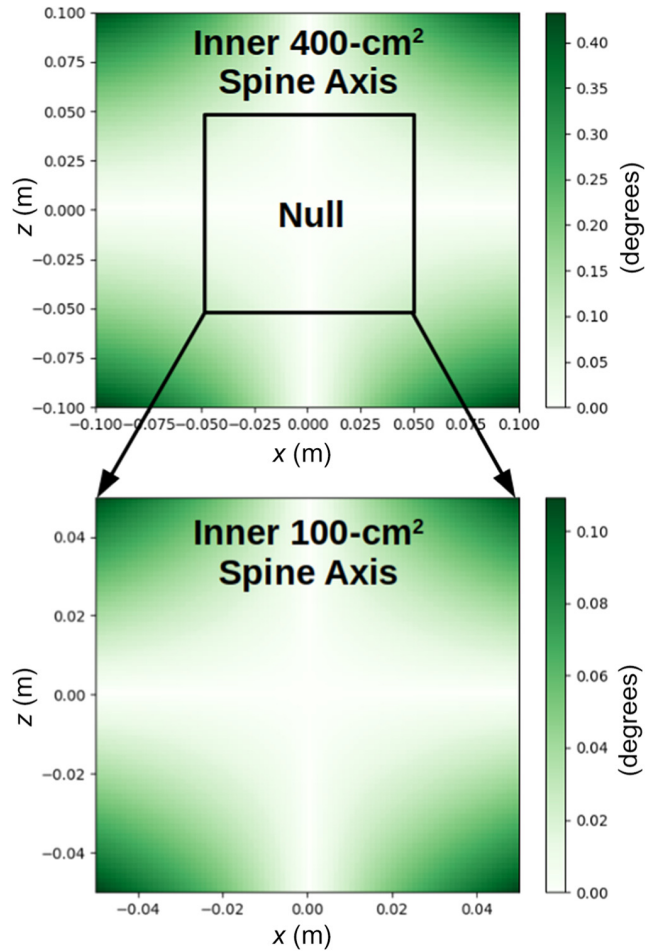 Inner 400-cm²
Spine Axis
Null
z (m)
0.100
0.075
0.050
0.025
0.000
−0.025
−0.050
−0.075
−0.100
−0.100 −0.075 −0.050 −0.025 0.000 0.025 0.050 0.075 0.100
x (m)
0.40
0.35
0.30
0.25
0.20
0.15
0.10
0.05
0.00
(degrees)
Inner 100-cm²
Spine Axis
z (m)
0.04
0.02
0.00
−0.02
−0.04
−0.04 −0.02 0.00 0.02 0.04
x (m)
0.10
0.08
0.06
0.04
0.02
0.00
(degrees)